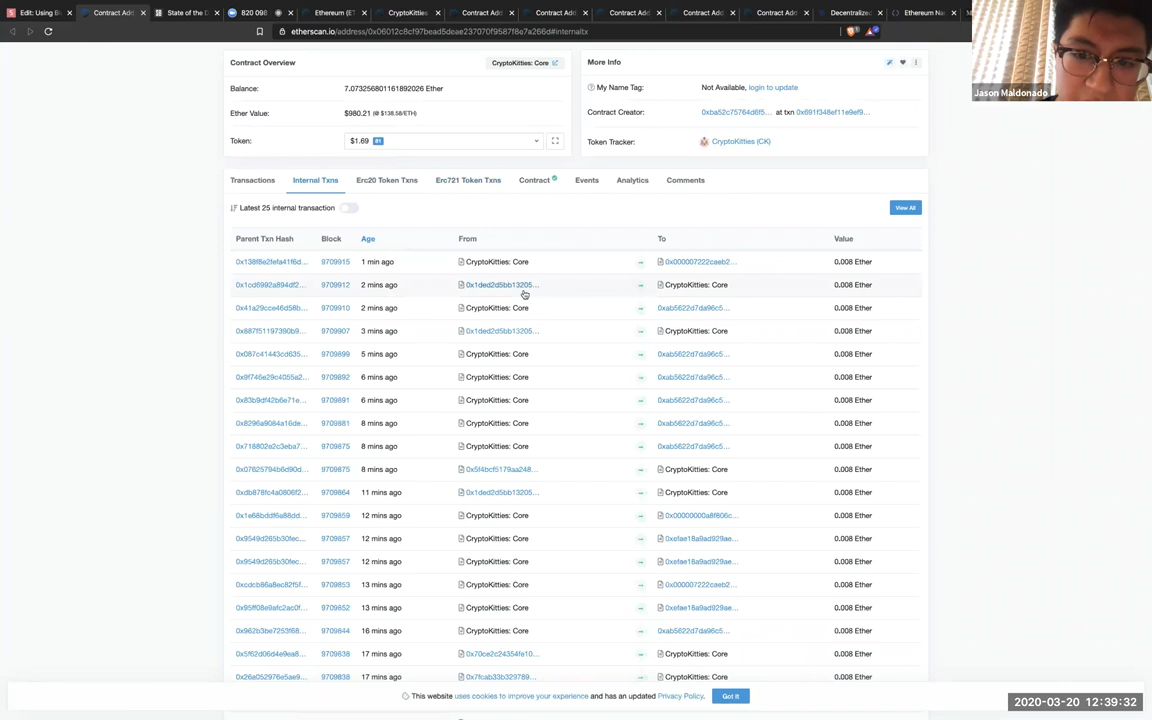 Edit: Using Bl
Contract Add
State of the D
820 098
Ethereum (ET
CryptoKitties
Contract Add
Contract Add
Contract Add
Contract Add
Contract Add
Decentralized
Ethereum Na
etherscan.io/address/0x06012c8cf97bead5deae237070f9587f8e7a266d#internaltx
Jason Maldonado
Contract Overview
CryptoKitties: Core
Balance:
7.073256801161892026 Ether
Ether Value:
$980.21 (@ $138.58/ETH)
Token:
$1.69 81
More Info
My Name Tag:
Not Available, login to update
Contract Creator:
0xba52c75764d6f5... at txn 0x691f348ef11e9ef9...
Token Tracker:
CryptoKitties (CK)
Transactions Internal Txns Erc20 Token Txns Erc721 Token Txns Contract Events Analytics Comments
Latest 25 internal transaction
View All
Parent Txn Hash Block Age From To Value
0x138f8e2fefa41f6d... 9709915 1 min ago CryptoKitties: Core 0x000007222caeb2... 0.008 Ether
0x1cd6992a894df2... 9709912 2 mins ago 0x1ded2d5bb13205... CryptoKitties: Core 0.008 Ether
0x41a29cce46d58b... 9709910 2 mins ago CryptoKitties: Core 0xab5622d7da96c5... 0.008 Ether
0x887f51197390b9... 9709907 3 mins ago 0x1ded2d5bb13205... CryptoKitties: Core 0.008 Ether
0x087c41443cd635... 9709899 5 mins ago CryptoKitties: Core 0xab5622d7da96c5... 0.008 Ether
0x9f746e29c4055a2... 9709892 6 mins ago CryptoKitties: Core 0xab5622d7da96c5... 0.008 Ether
0x83b9df42b6e71e... 9709891 6 mins ago CryptoKitties: Core 0xab5622d7da96c5... 0.008 Ether
0x8296a9084a16de... 9709881 8 mins ago CryptoKitties: Core 0xab5622d7da96c5... 0.008 Ether
0x718802e2c3eba7... 9709875 8 mins ago CryptoKitties: Core 0xab5622d7da96c5... 0.008 Ether
0x07625794b6d90d... 9709875 8 mins ago 0x5f4bcf5179aa248... CryptoKitties: Core 0.008 Ether
0xdb878fc4a0806f2... 9709864 11 mins ago 0x1ded2d5bb13205... CryptoKitties: Core 0.008 Ether
0x1e68bddf6a88dd... 9709859 12 mins ago CryptoKitties: Core 0x00000000a8f806c... 0.008 Ether
0x9549d265b30fec... 9709857 12 mins ago CryptoKitties: Core 0xefae18a9ad929ae... 0.008 Ether
0x9549d265b30fec... 9709857 12 mins ago CryptoKitties: Core 0xefae18a9ad929ae... 0.008 Ether
0xcdcb86a8ec82f5f... 9709853 13 mins ago CryptoKitties: Core 0x000007222caeb2... 0.008 Ether
0x95ff08e9afc2ac0f... 9709852 13 mins ago CryptoKitties: Core 0xefae18a9ad929ae... 0.008 Ether
0x962b3be7253f68... 9709844 16 mins ago CryptoKitties: Core 0xab5622d7da96c5... 0.008 Ether
0x5f62d06d4e9ea8... 9709838 17 mins ago 0x70ce2c24354fe10... CryptoKitties: Core 0.008 Ether
0x26a052976e5ae9... 9709838 17 mins ago 0x7fcab33b329789... CryptoKitties: Core 0.008 Ether
This website uses cookies to improve your experience and has an updated Privacy Policy.
Got It
2020-03-20 12:39:32